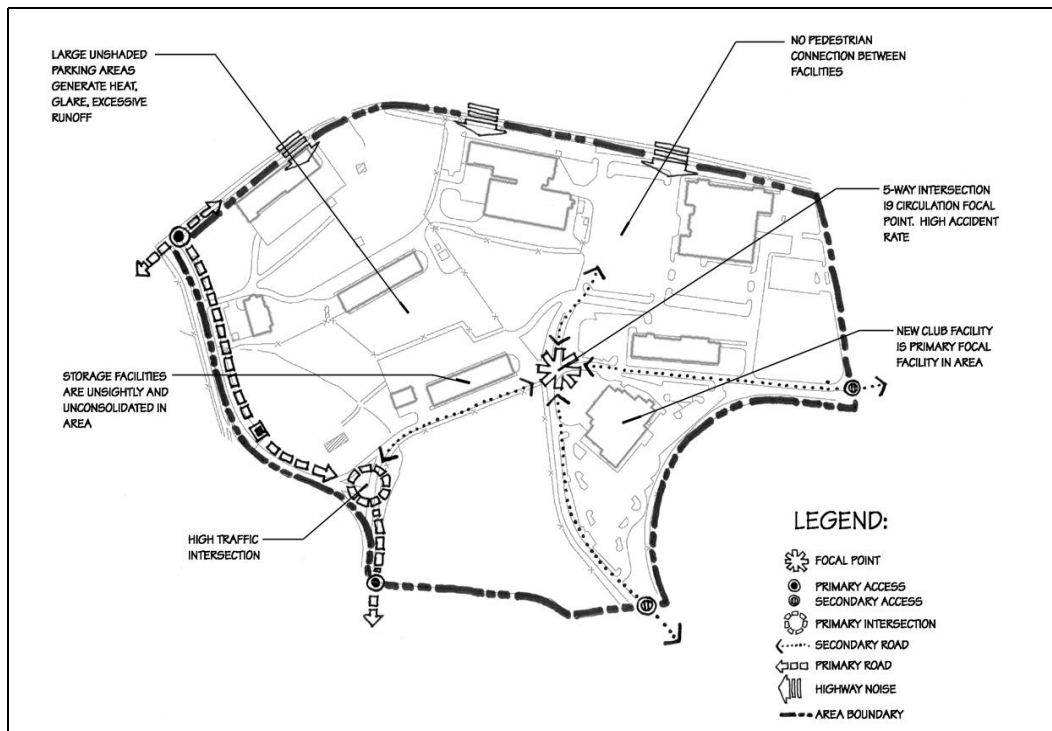 LARGE UNSHADED
PARKING AREAS
GENERATE HEAT,
GLARE, EXCESSIVE
RUNOFF
NO PEDESTRIAN
CONNECTION BETWEEN
FACILITIES
5-WAY INTERSECTION
IS CIRCULATION FOCAL
POINT. HIGH ACCIDENT
RATE
NEW CLUB FACILITY
IS PRIMARY FOCAL
FACILITY IN AREA
STORAGE FACILITIES
ARE UNSIGHTLY AND
UNCONSOLIDATED IN
AREA
HIGH TRAFFIC
INTERSECTION
LEGEND:
FOCAL POINT
PRIMARY ACCESS
SECONDARY ACCESS
PRIMARY INTERSECTION
SECONDARY ROAD
PRIMARY ROAD
HIGHWAY NOISE
AREA BOUNDARY